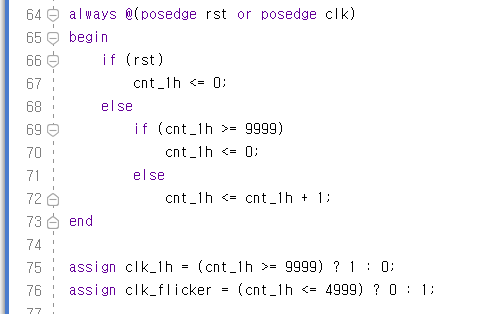 64 always @(posedge rst or posedge clk)
65 begin
66 if (rst)
67 cnt_1h <= 0;
68 else
69 if (cnt_1h >= 9999)
70 cnt_1h <= 0;
71 else
72 cnt_1h <= cnt_1h + 1;
73 end
74
75 assign clk_1h = (cnt_1h >= 9999) ? 1 : 0;
76 assign clk_flicker = (cnt_1h <= 4999) ? 0 : 1;
77